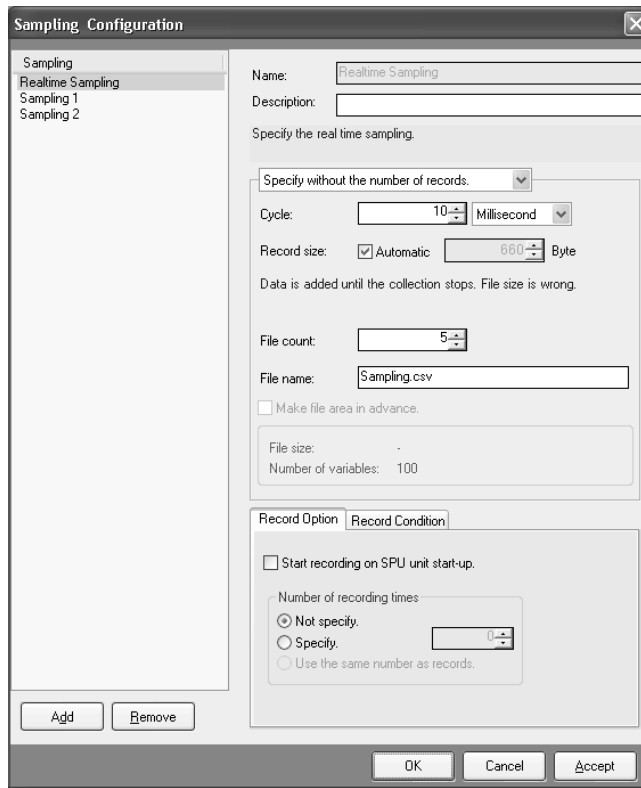 Sampling Configuration
Sampling
Realtime Sampling
Sampling 1
Sampling 2
Name: Realtime Sampling
Description:
Specify the real time sampling.
Specify without the number of records.
Cycle: 10 Millisecond
Record size: Automatic 660 Byte
Data is added until the collection stops. File size is wrong.
File count: 5
File name: Sampling.csv
Make file area in advance.
File size: -
Number of variables: 100
Record Option Record Condition
Start recording on SPU unit start-up.
Number of recording times
Not specify.
Specify. 0
Use the same number as records.
Add Remove
OK Cancel Accept